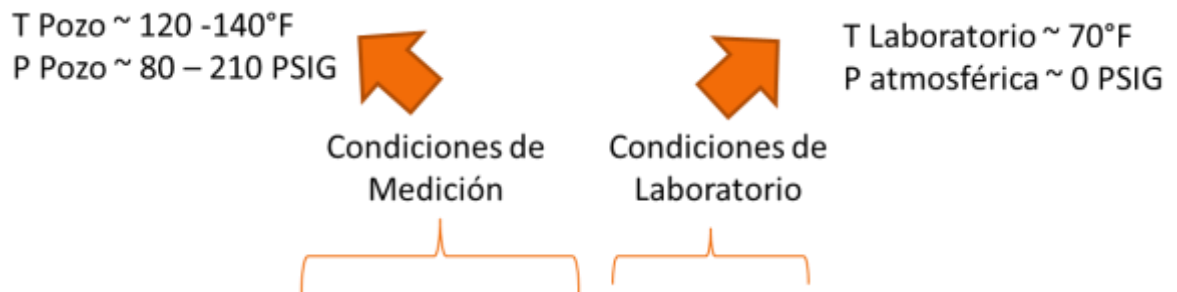 T Pozo ~ 120 -140°F
P Pozo ~ 80 – 210 PSIG
T Laboratorio ~ 70°F
P atmosférica ~ 0 PSIG
Condiciones de
Medición
Condiciones de
Laboratorio